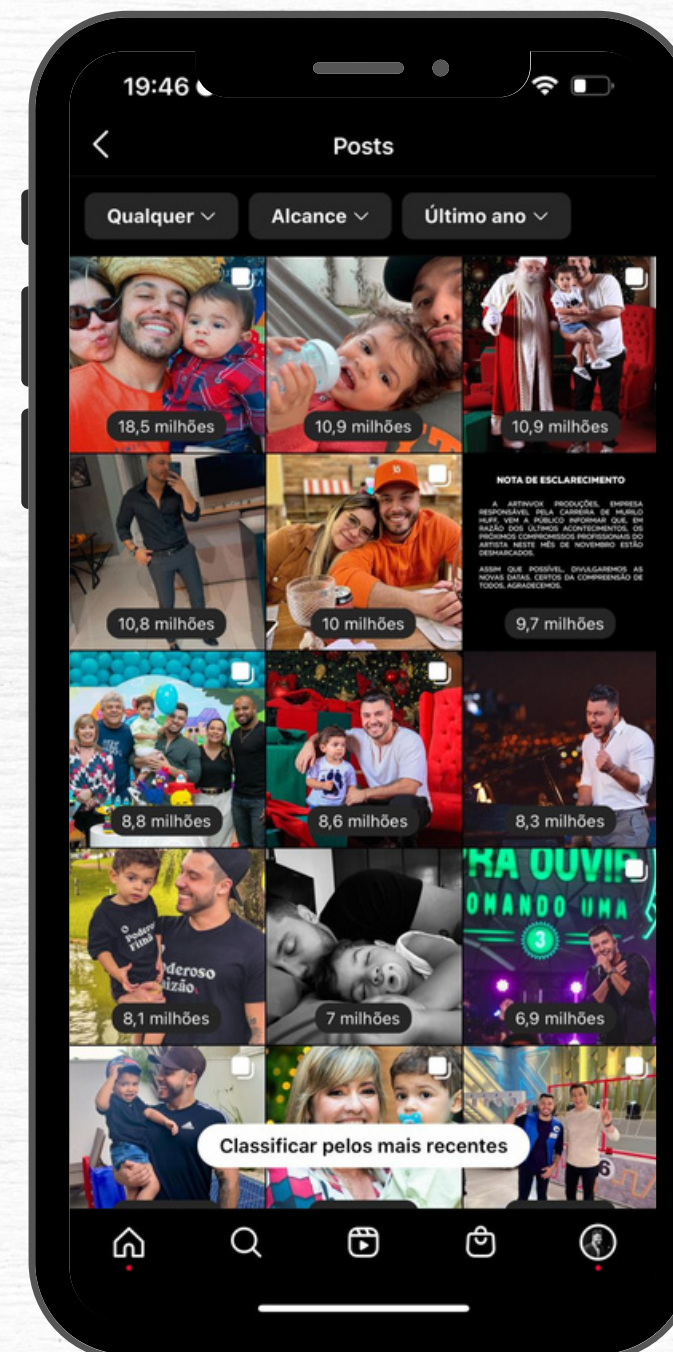 19:46
Posts
Qualquer
Alcance
Último ano
18,5 milhões
10,9 milhões
10,9 milhões
NOTA DE ESCLARECIMENTO
A ARTINVOX PRODUÇÕES, EMPRESA
RESPONSÁVEL PELA CARREIRA DE MURILO
HUFF, VEM A PÚBLICO INFORMAR QUE, EM
RAZÃO DOS ÚLTIMOS ACONTECIMENTOS, OS
PRÓXIMOS COMPROMISSOS PROFISSIONAIS DO
ARTISTA NESTE MÊS DE NOVEMBRO ESTÃO
DESMARCADOS.
ASSIM QUE POSSÍVEL, DIVULGAREMOS AS
NOVAS DATAS. CERTOS DA COMPREENSÃO DE
TODOS, AGRADECEMOS.
10,8 milhões
10 milhões
9,7 milhões
8,8 milhões
8,6 milhões
8,3 milhões
RA OUVIR
OMANDO UMA
3
O
Poderoso
Filhã
oderoso
aizão.
8,1 milhões
7 milhões
6,9 milhões
6
Classificar pelos mais recentes